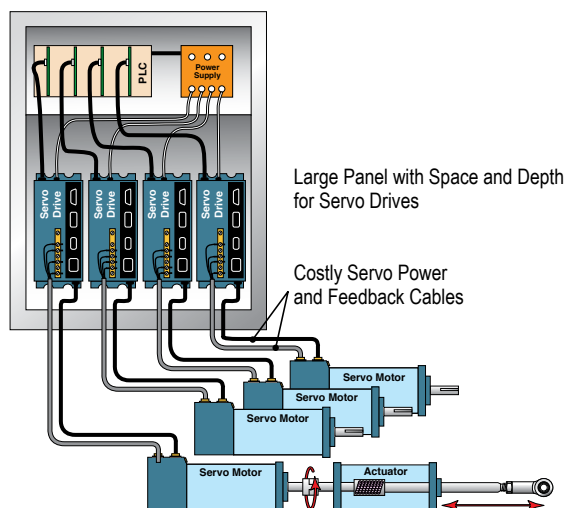 PLC
Power
Supply
Servo
Drive
Servo
Drive
Servo
Drive
Servo
Drive
Large Panel with Space and Depth
for Servo Drives
Costly Servo Power
and Feedback Cables
Servo Motor
Servo Motor
Servo Motor
Servo Motor
Actuator